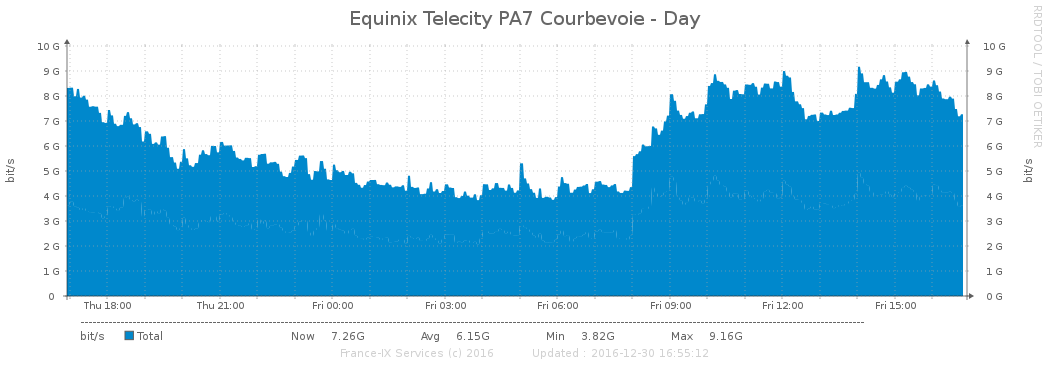 Equinix Telecity PA7 Courbevoie - Day
RRDTOOL / TOBI OETIKER
10 G 10 G
9 G 9 G
8 G 8 G
7 G 7 G
6 G 6 G
5 G 5 G
4 G 4 G
3 G 3 G
2 G 2 G
1 G 1 G
0 0 G
bit/s
bit/s
Thu 18:00 Thu 21:00 Fri 00:00 Fri 03:00 Fri 06:00 Fri 09:00 Fri 12:00 Fri 15:00
bit/s Total Now 7.26G Avg 6.15G Min 3.82G Max 9.16G
France-IX Services (c) 2016 Updated : 2016-12-30 16:55:12